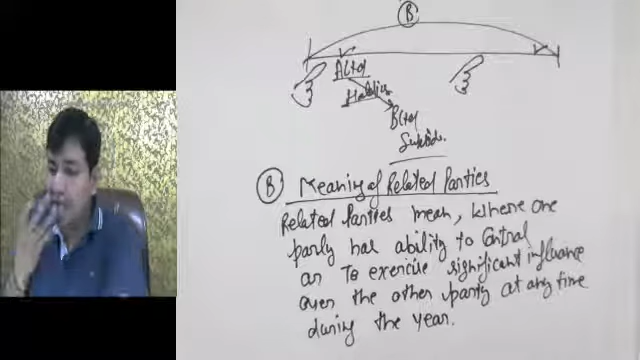 B
A Ltd
Holding
B Ltd
B Meaning of Related Parties
Related Parties mean, where one
party has ability to Control
or To exercise significant influence
over the other party at any time
during the year.